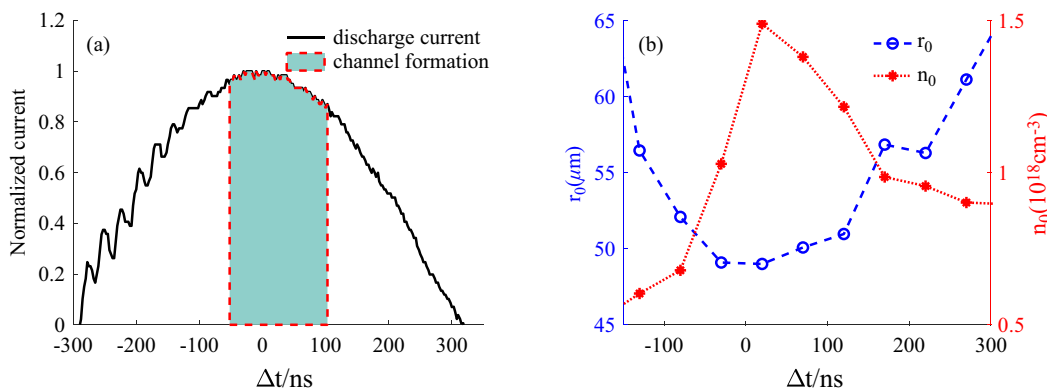 (a)
discharge current
channel formation
Normalized current
1.2
1
0.8
0.6
0.4
0.2
0
-300 -200 -100 0 100 200 300
Δt/ns
(b)
r₀
n₀
r₀(μm)
65
60
55
50
45
-100 0 100 200 300
Δt/ns
1.5
1
0.5
n₀(10¹⁸cm⁻³)